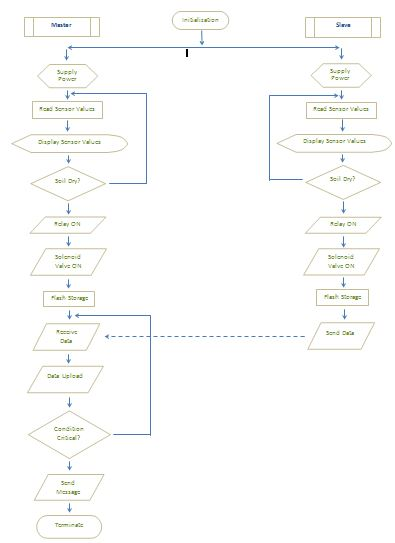 Initialization
Master
Slave
Supply
Power
Read Sensor Values
Display Sensor Values
Soil Dry?
Relay ON
Solenoid
Valve ON
Flash Storage
Receive
Data
Data Upload
Condition
Critical?
Send
Message
Terminate
Supply
Power
Read Sensor Values
Display Sensor Values
Soil Dry?
Relay ON
Solenoid
Valve ON
Flash Storage
Send Data